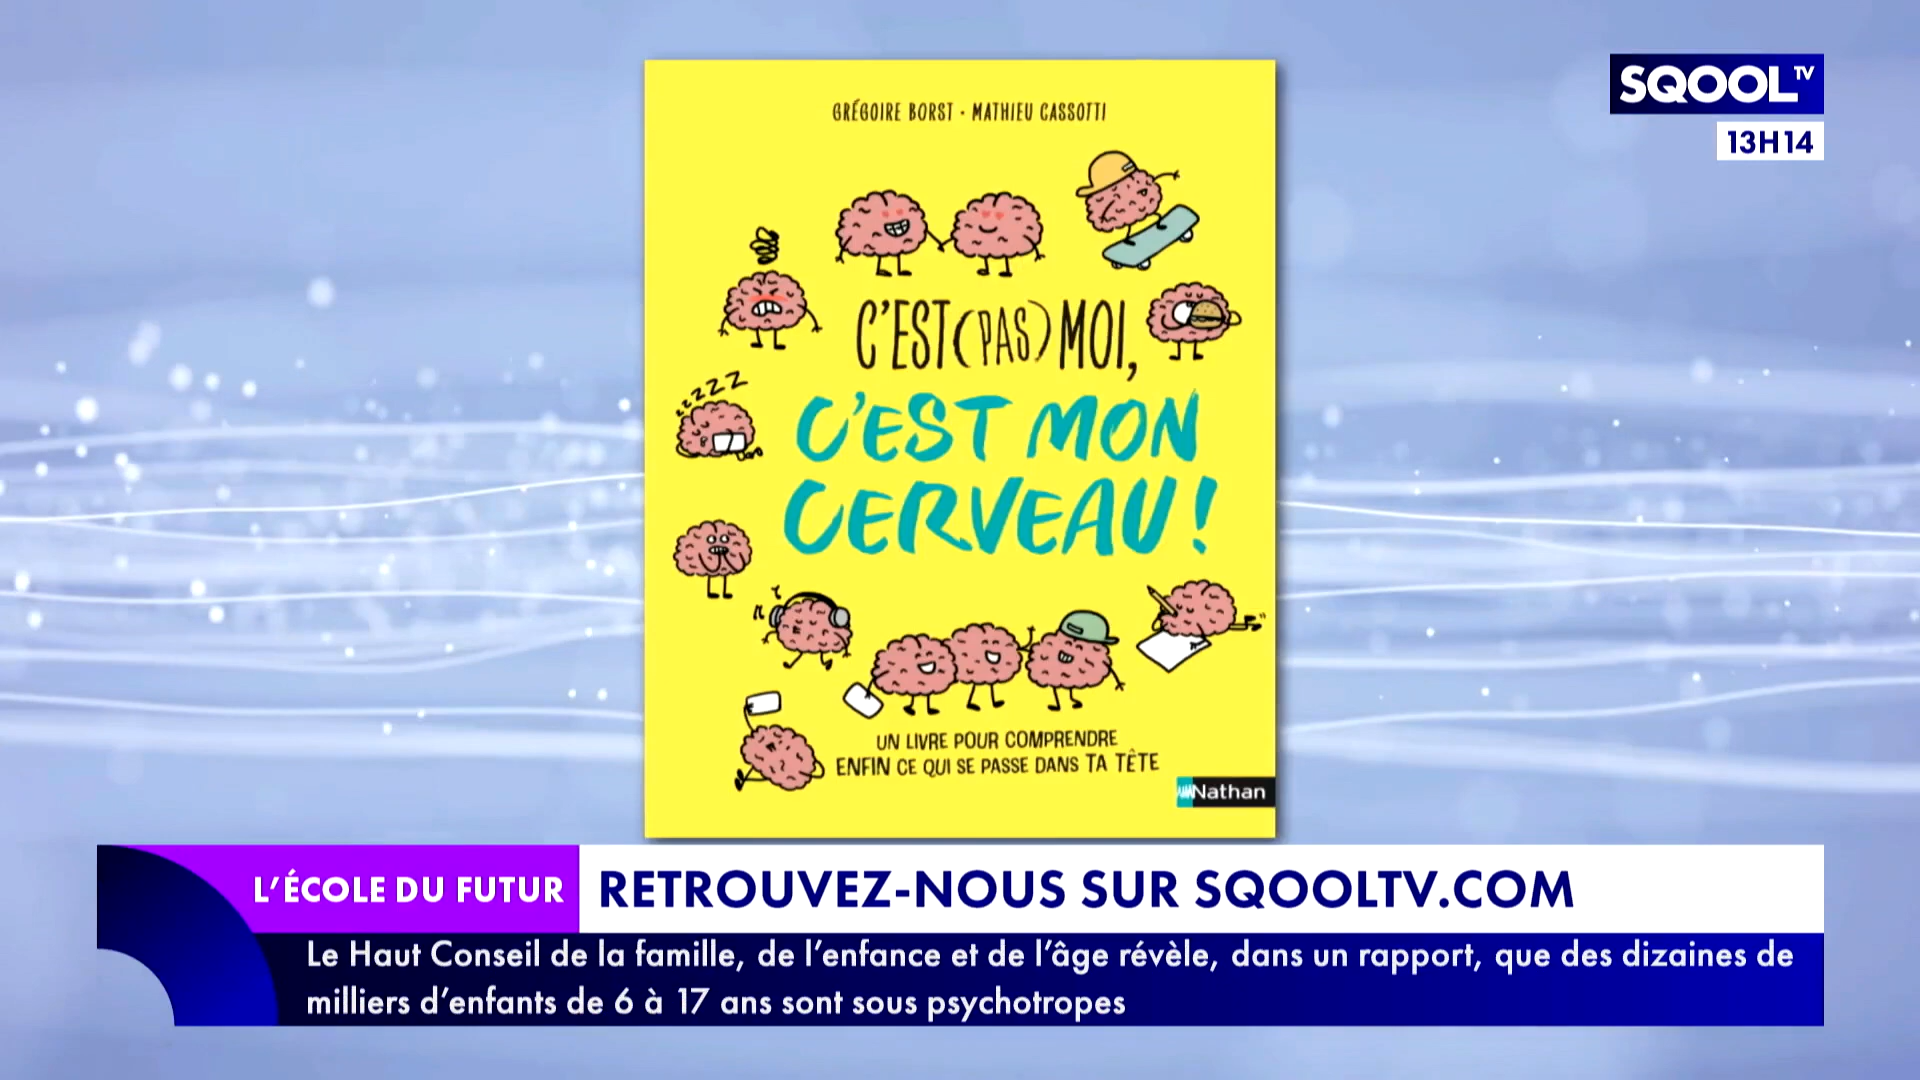 SQOOL TV
13H14
GRÉGOIRE BORST • MATHIEU CASSOTTI
C'EST (PAS) MOI,
C'EST MON
CERVEAU !
ZZZZZ
UN LIVRE POUR COMPRENDRE
ENFIN CE QUI SE PASSE DANS TA TÊTE
Nathan
L'ÉCOLE DU FUTUR
RETROUVEZ-NOUS SUR SQOOLTV.COM
Le Haut Conseil de la famille, de l'enfance et de l'âge révèle, dans un rapport, que des dizaines de
milliers d'enfants de 6 à 17 ans sont sous psychotropes